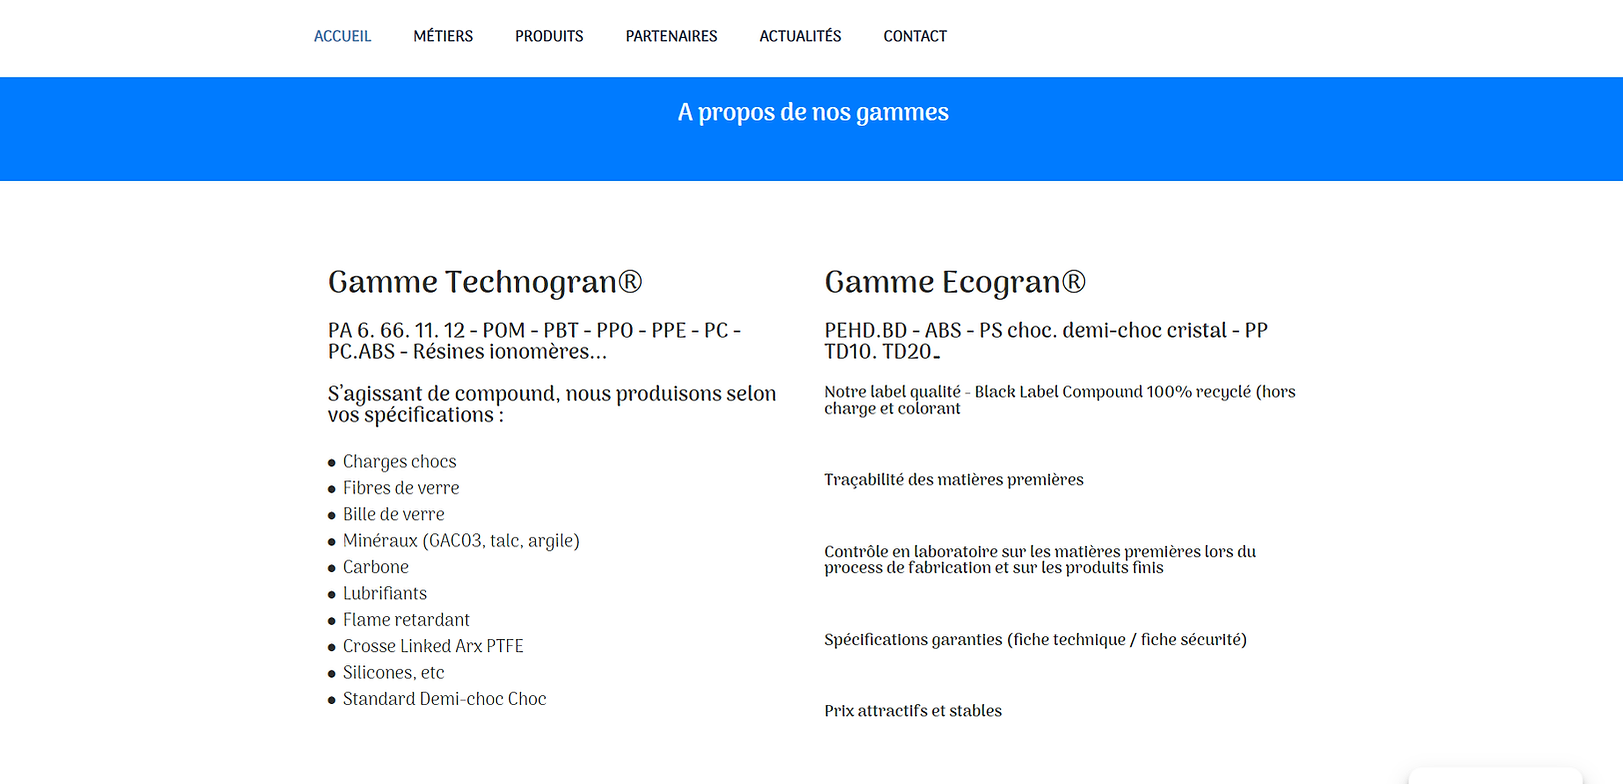 ACCUEIL MÉTIERS PRODUITS PARTENAIRES ACTUALITÉS CONTACT
A propos de nos gammes
Gamme Technogran®
PA 6. 66. 11. 12 - POM - PBT - PPO - PPE - PC -
PC.ABS - Résines ionomères...
S’agissant de compound, nous produisons selon
vos spécifications :
● Charges chocs
● Fibres de verre
● Bille de verre
● Minéraux (GACO3, talc, argile)
● Carbone
● Lubrifiants
● Flame retardant
● Crosse Linked Arx PTFE
● Silicones, etc
● Standard Demi-choc Choc
Gamme Ecogran®
PEHD.BD - ABS - PS choc. demi-choc cristal - PP
TD10. TD20..
Notre label qualité - Black Label Compound 100% recyclé (hors
charge et colorant
Traçabilité des matières premières
Contrôle en laboratoire sur les matières premières lors du
process de fabrication et sur les produits finis
Spécifications garanties (fiche technique / fiche sécurité)
Prix attractifs et stables